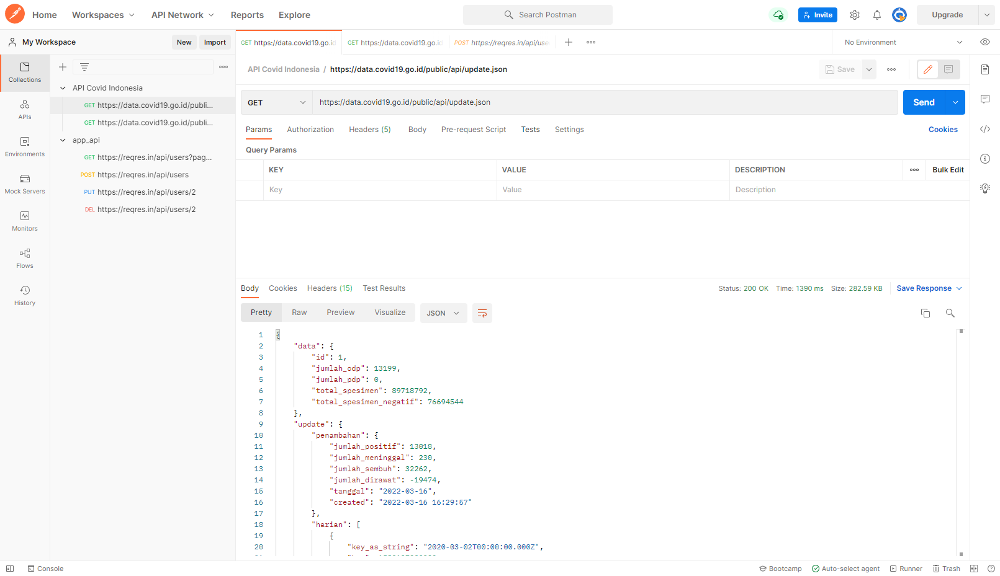 Home Workspaces API Network Reports Explore Search Postman Invite Upgrade
My Workspace New Import GET https://data.covid19.go.id GET https://data.covid19.go.id POST https://reqres.in/api/use No Environment
Collections
APIs
Environments
Mock Servers
Monitors
Flows
History
API Covid Indonesia
GET https://data.covid19.go.id/publi...
GET https://data.covid19.go.id/publi...
app_api
GET https://reqres.in/api/users?pag...
POST https://reqres.in/api/users
PUT https://reqres.in/api/users/2
DEL https://reqres.in/api/users/2
API Covid Indonesia / https://data.covid19.go.id/public/api/update.json Save
GET https://data.covid19.go.id/public/api/update.json Send
Params Authorization Headers (5) Body Pre-request Script Tests Settings Cookies
Query Params
KEY VALUE DESCRIPTION Bulk Edit
Key Value Description
Body Cookies Headers (15) Test Results Status: 200 OK Time: 1390 ms Size: 282.59 KB Save Response
Pretty Raw Preview Visualize JSON
1 {
2 "data": {
3 "id": 1,
4 "jumlah_odp": 13199,
5 "jumlah_pdp": 0,
6 "total_spesimen": 89718792,
7 "total_spesimen_negatif": 76694544
8 },
9 "update": {
10 "penambahan": {
11 "jumlah_positif": 13018,
12 "jumlah_meninggal": 230,
13 "jumlah_sembuh": 32262,
14 "jumlah_dirawat": -19474,
15 "tanggal": "2022-03-16",
16 "created": "2022-03-16 16:29:57"
17 },
18 "harian": [
19 {
20 "key_as_string": "2020-03-02T00:00:00.000Z",
Console Bootcamp Auto-select agent Runner Trash